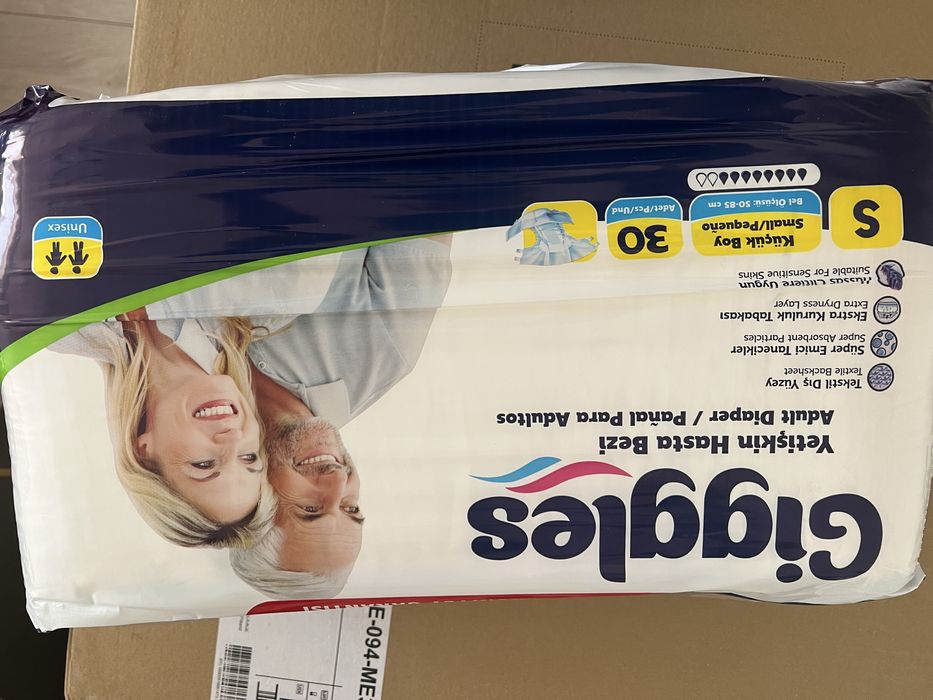 Giggles
Yetişkin Hasta Bezi
Adult Diaper / Pañal Para Adultos
Tekstil Dış Yüzey
Textile Backsheet
Süper Emici Tanecikler
Super Absorbent Particles
Ekstra Kuruluk Tabakası
Extra Dryness Layer
Hassas Ciltlere Uygun
Suitable For Sensitive Skins
S
Küçük Boy
Small/Pequeño
Bel Ölçüsü: 50-85 cm
30
Adet/Pcs/Und
Unisex
E-094-MES